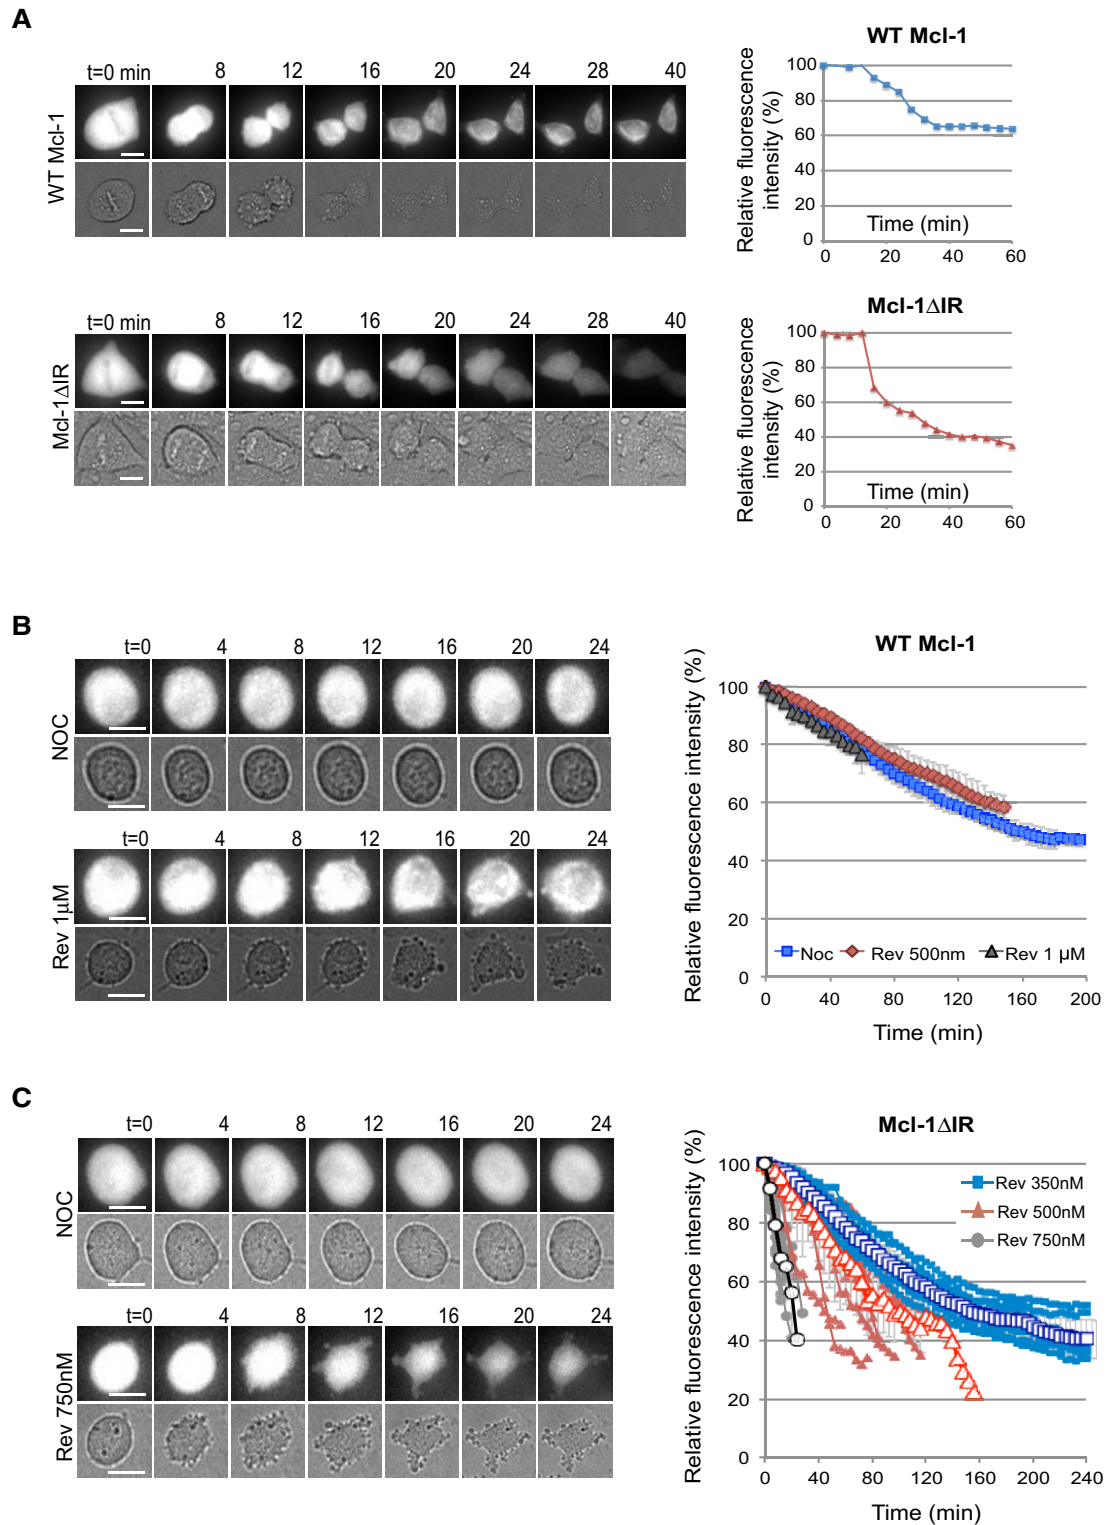 A
t=0 min 8 12 16 20 24 28 40
WT Mcl-1
WT Mcl-1
Relative fluorescence
intensity (%)
100
80
60
40
20
0
Time (min)
0 20 40 60
t=0 min 8 12 16 20 24 28 40
Mcl-1ΔIR
Mcl-1ΔIR
Relative fluorescence
intensity (%)
100
80
60
40
20
0
Time (min)
0 20 40 60
B
t=0 4 8 12 16 20 24
NOC
t=0 4 8 12 16 20 24
Rev 1µM
WT Mcl-1
Relative fluorescence intensity (%)
100
80
60
40
20
0
Noc Rev 500nm Rev 1 µM
0 40 80 120 160 200
Time (min)
C
t=0 4 8 12 16 20 24
NOC
t=0 4 8 12 16 20 24
Rev 750nM
Mcl-1ΔIR
Relative fluorescence intensity (%)
100
80
60
40
20
0
Rev 350nM
Rev 500nM
Rev 750nM
0 40 80 120 160 200 240
Time (min)